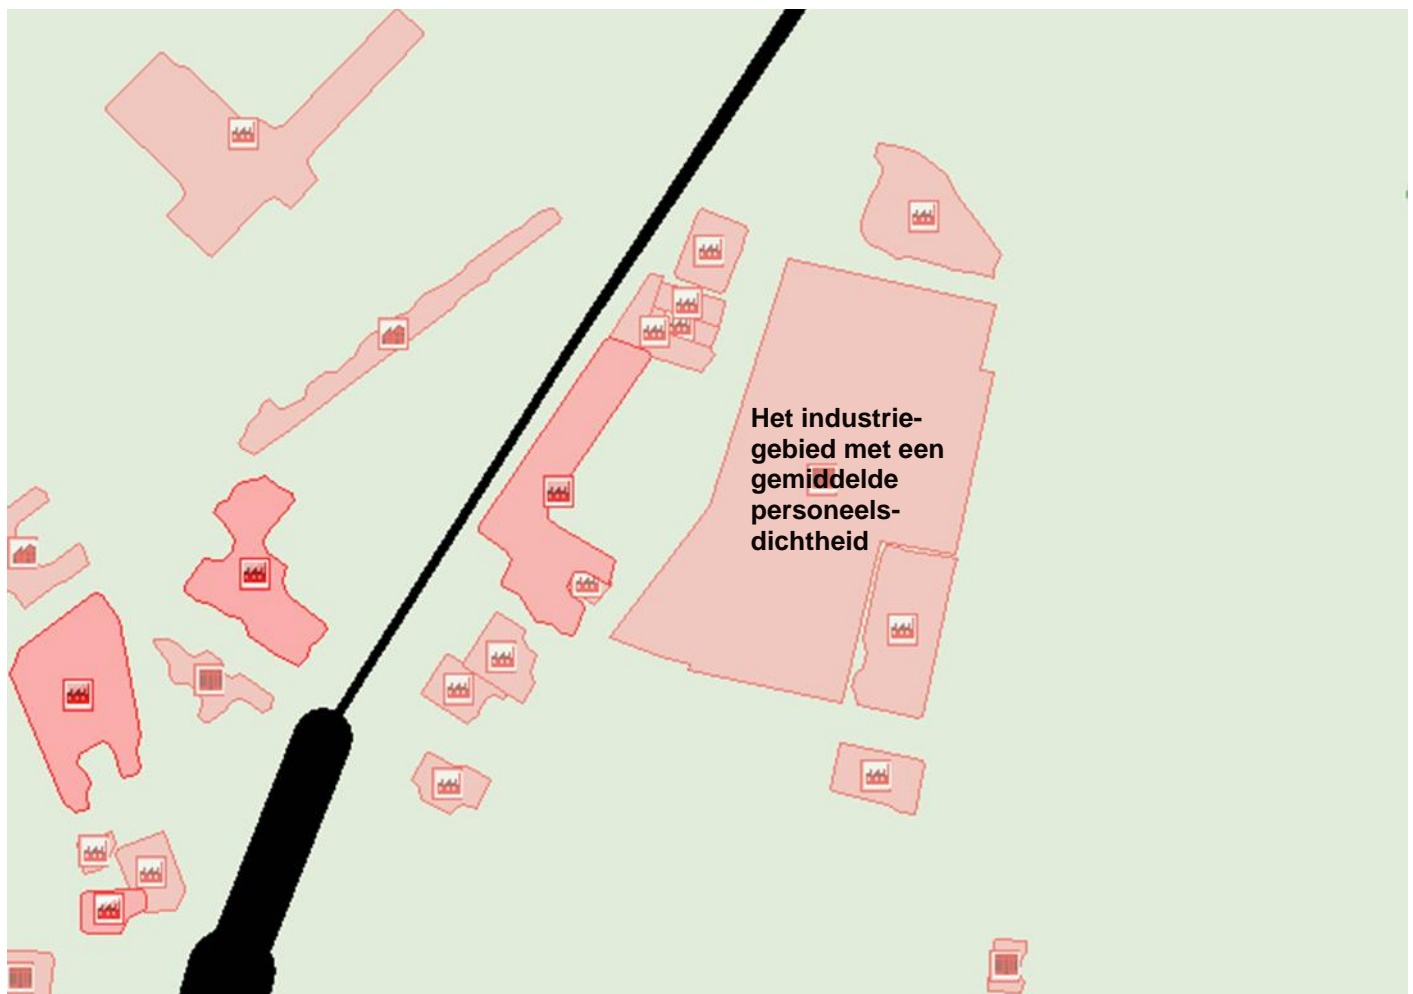 Het industrie-
gebied met een
gemiddelde
personeels-
dichtheid